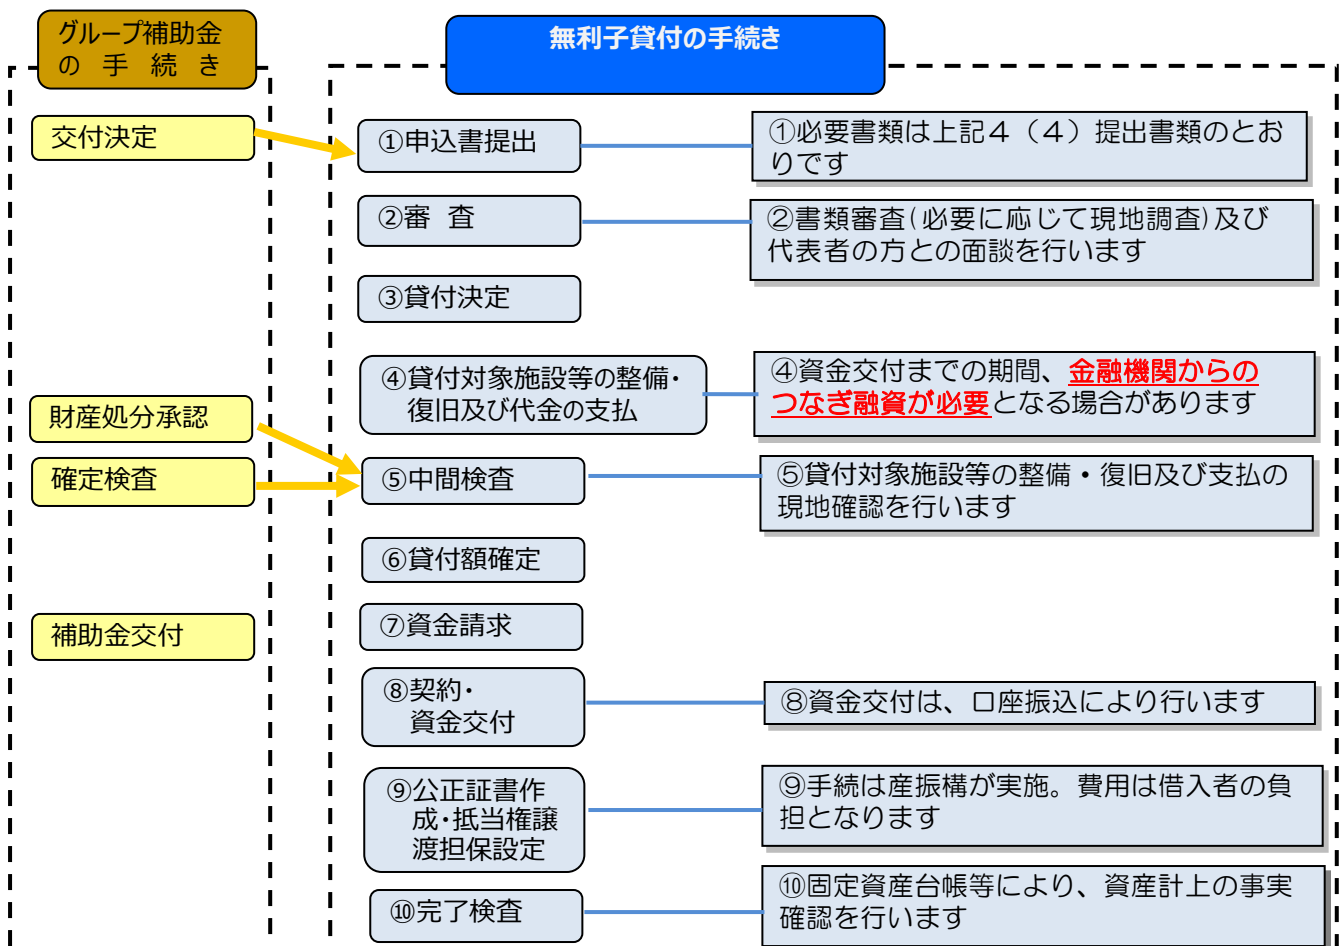 グループ補助金
の 手 続 き
無利子貸付の手続き
交付決定
①申込書提出
①必要書類は上記4（4）提出書類のとお
りです
②審 査
②書類審査(必要に応じて現地調査)及び
代表者の方との面談を行います
③貸付決定
④貸付対象施設等の整備・
復旧及び代金の支払
④資金交付までの期間、金融機関からの
つなぎ融資が必要となる場合があります
財産処分承認
確定検査
⑤中間検査
⑤貸付対象施設等の整備・復旧及び支払の
現地確認を行います
⑥貸付額確定
補助金交付
⑦資金請求
⑧契約・
資金交付
⑧資金交付は、口座振込により行います
⑨公正証書作
成・抵当権譲
渡担保設定
⑨手続は産振構が実施。費用は借入者の負
担となります
⑩完了検査
⑩固定資産台帳等により、資産計上の事実
確認を行います